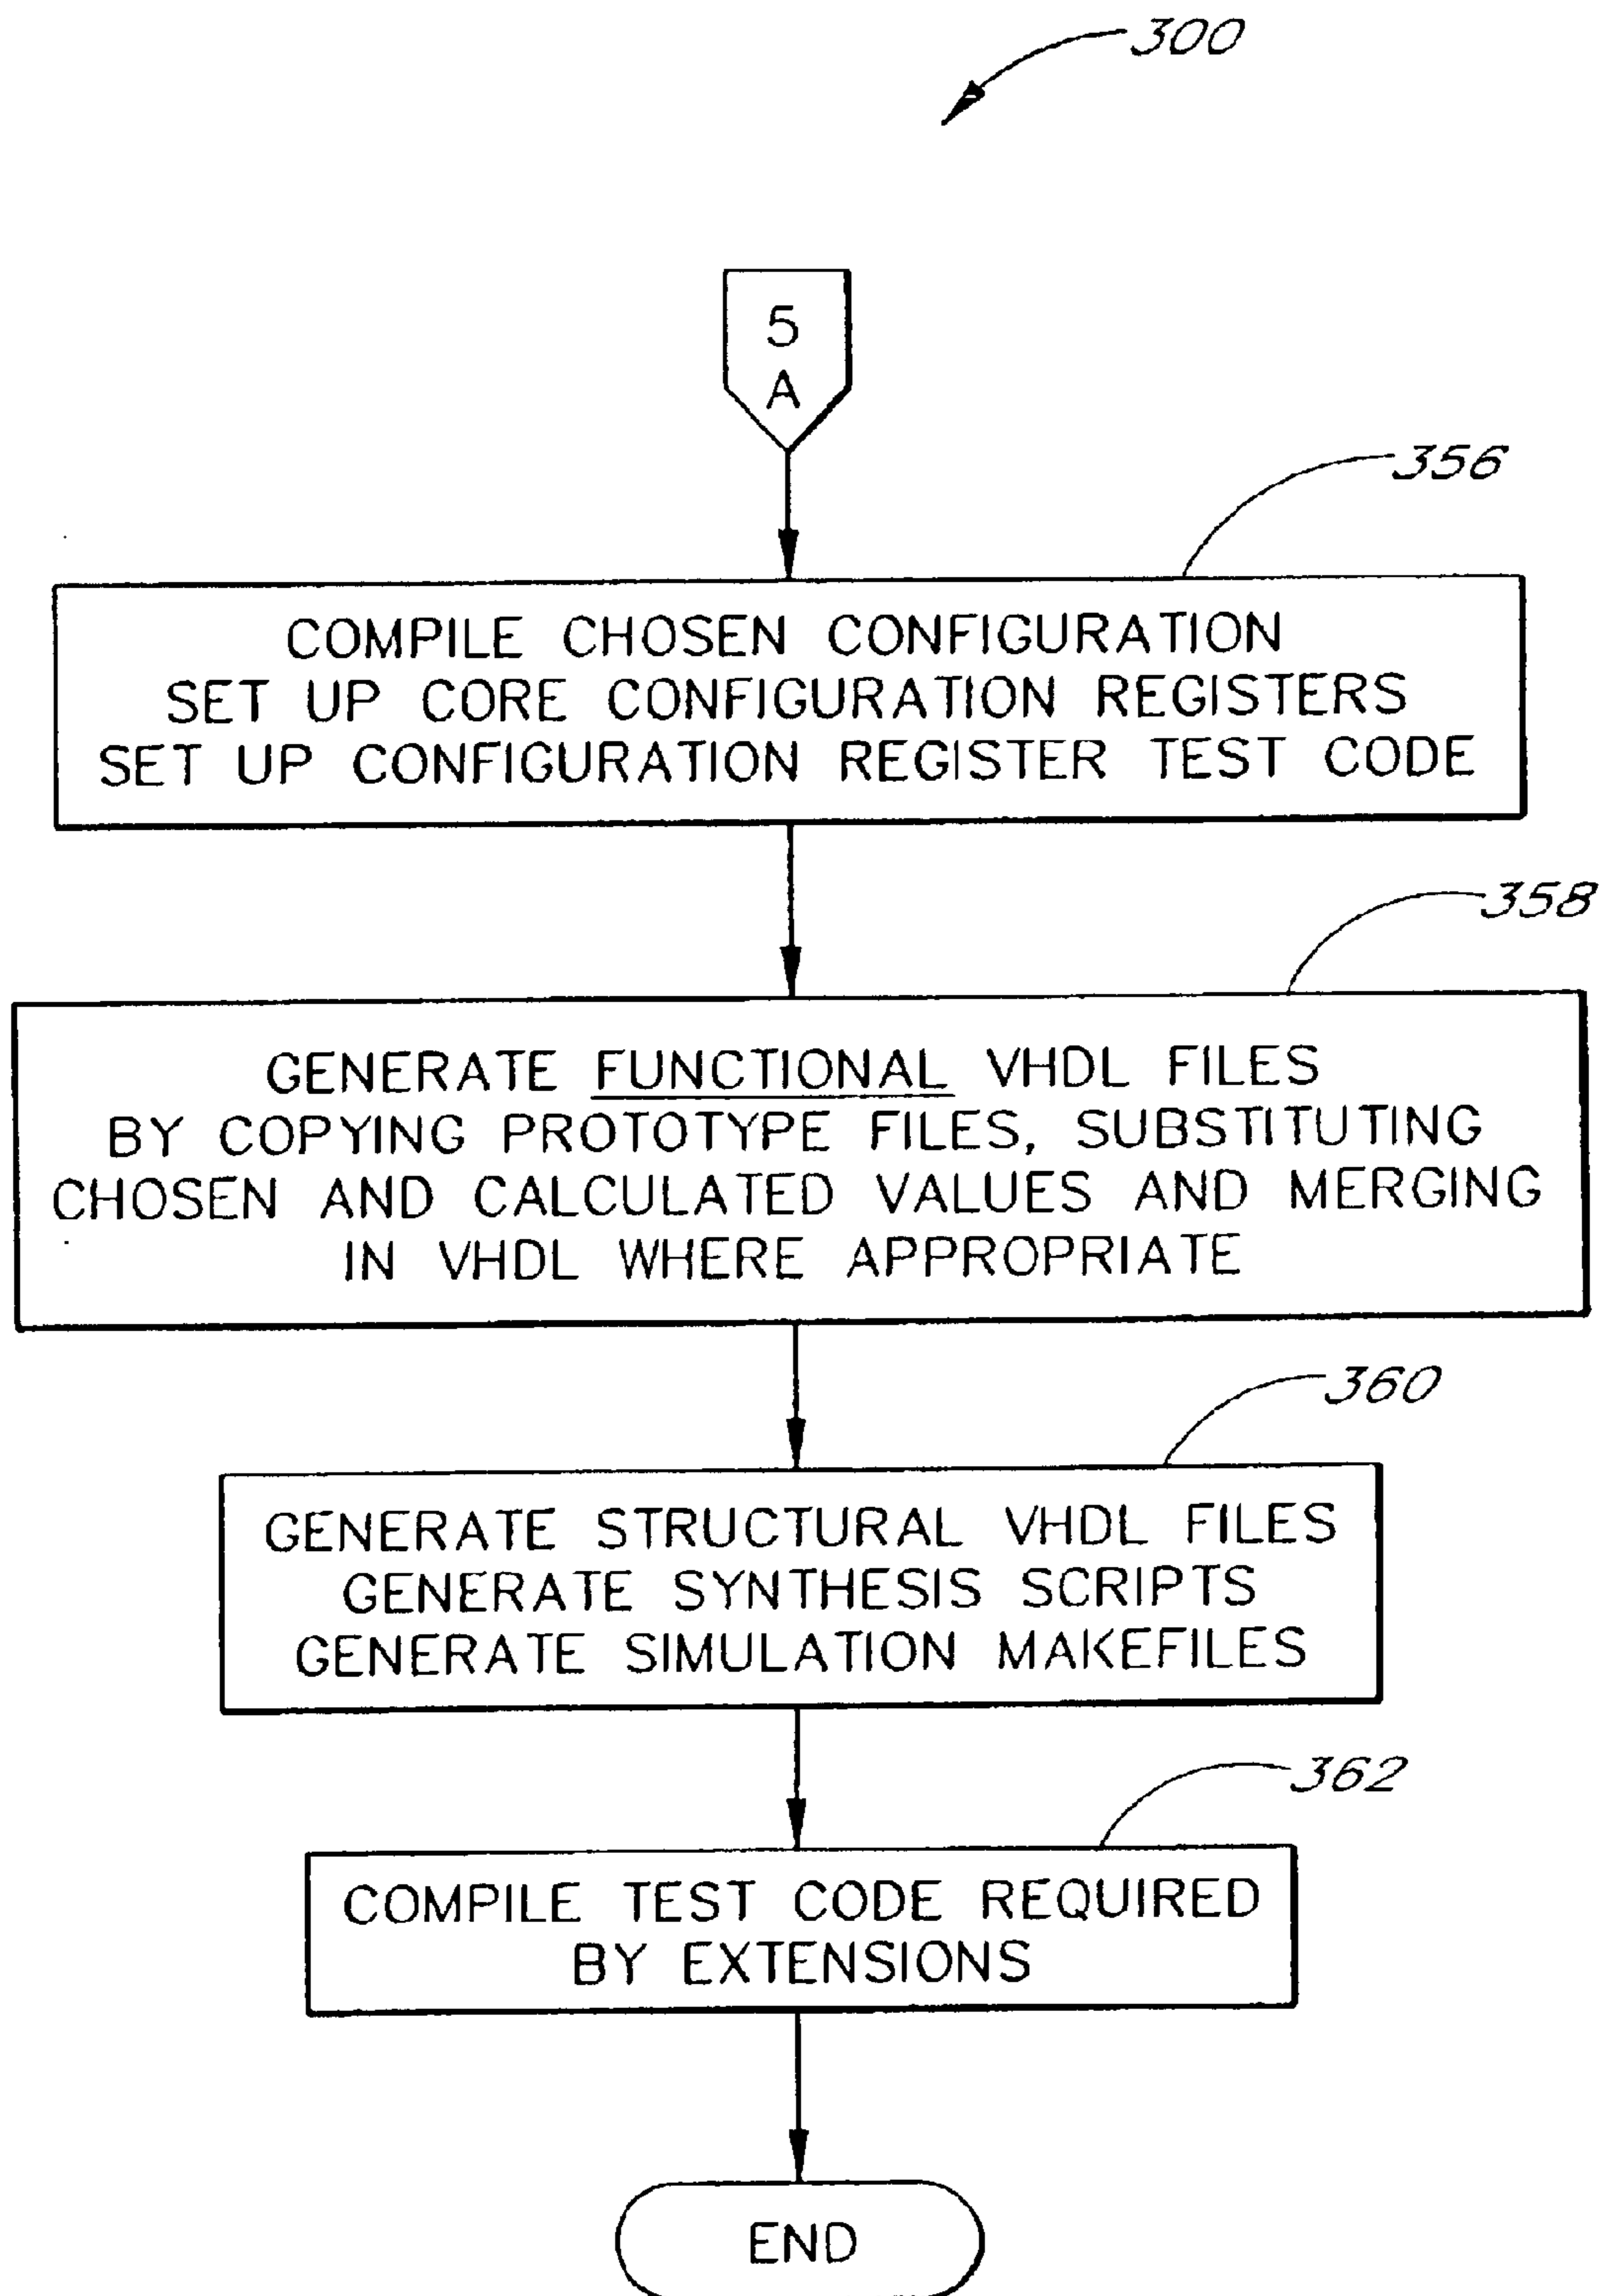 300
5
A
356
COMPILE CHOSEN CONFIGURATION
SET UP CORE CONFIGURATION REGISTERS
SET UP CONFIGURATION REGISTER TEST CODE
358
GENERATE FUNCTIONAL VHDL FILES
BY COPYING PROTOTYPE FILES, SUBSTITUTING
CHOSEN AND CALCULATED VALUES AND MERGING
IN VHDL WHERE APPROPRIATE
360
GENERATE STRUCTURAL VHDL FILES
GENERATE SYNTHESIS SCRIPTS
GENERATE SIMULATION MAKEFILES
362
COMPILE TEST CODE REQUIRED
BY EXTENSIONS
END